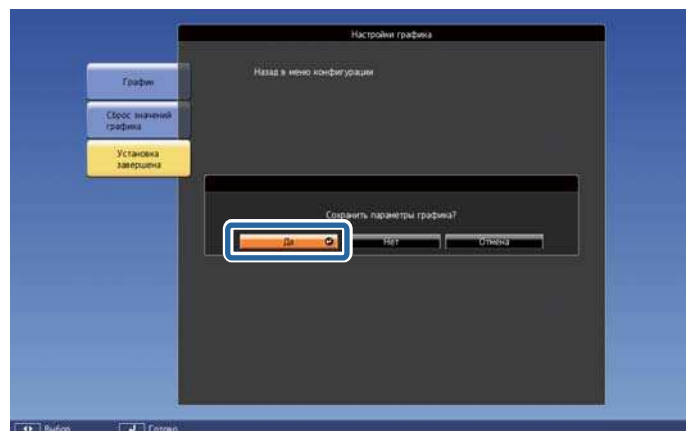 Настройки графика
График
Назад в меню конфигурации
Сброс значений
графика
Установка
завершена
Сохранить параметры графика?
Да Нет Отмена
Выбор Готово